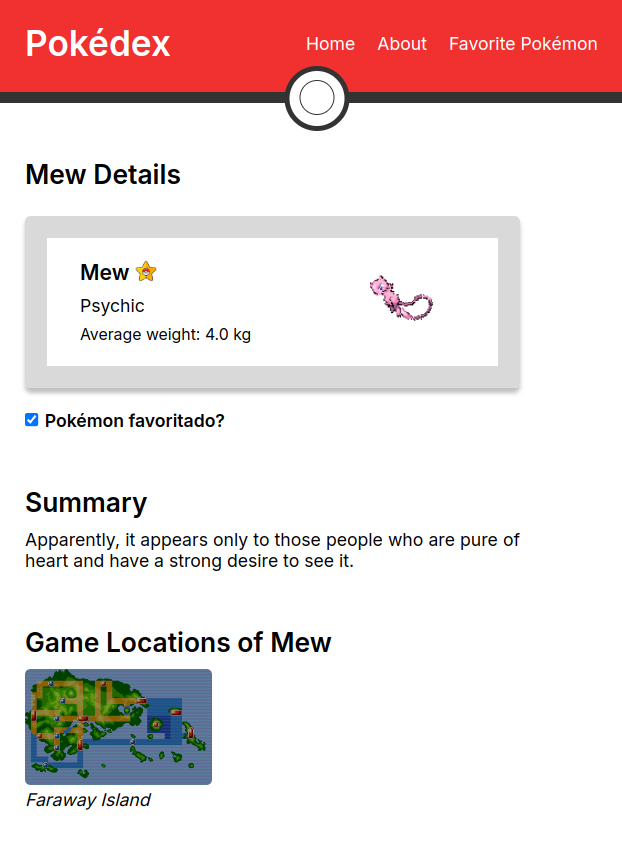 Pokédex
Home About Favorite Pokémon
Mew Details
Mew
Psychic
Average weight: 4.0 kg
Pokémon favoritado?
Summary
Apparently, it appears only to those people who are pure of
heart and have a strong desire to see it.
Game Locations of Mew
Faraway Island